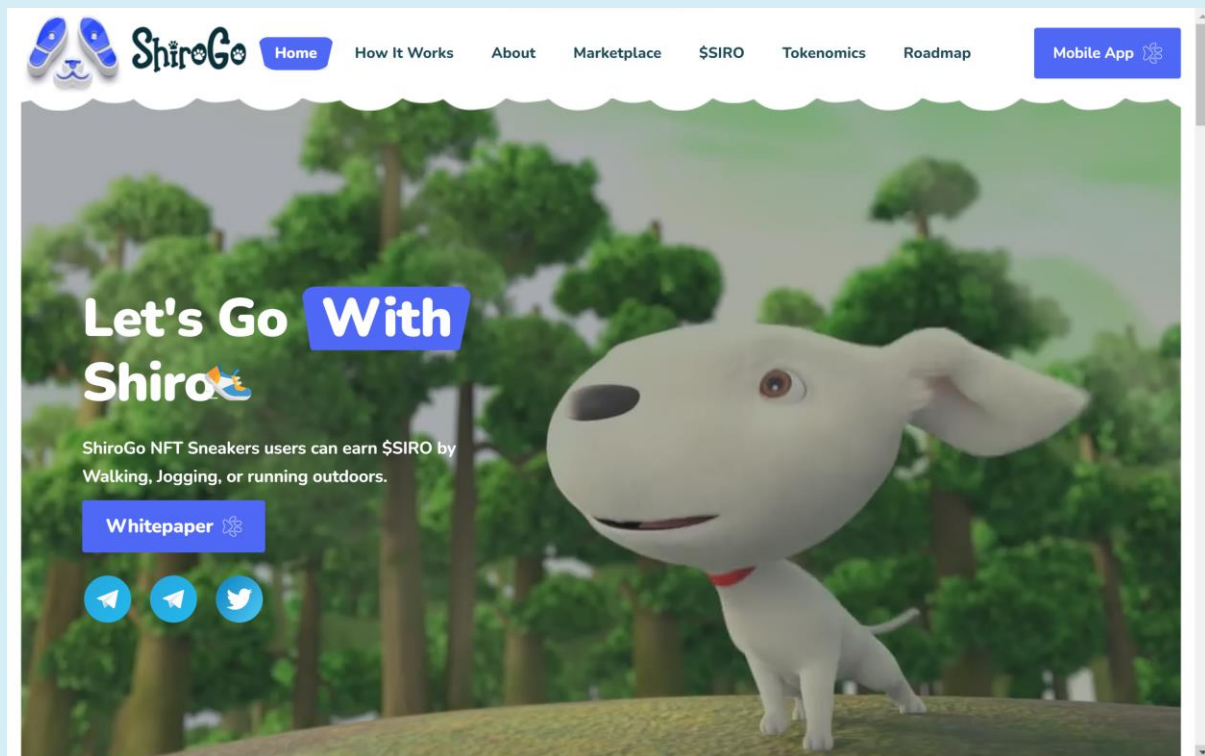 ShiroGo
Home
How It Works
About
Marketplace
$SIRO
Tokenomics
Roadmap
Mobile App
Let's Go With
Shiro
ShiroGo NFT Sneakers users can earn $SIRO by
Walking, Jogging, or running outdoors.
Whitepaper